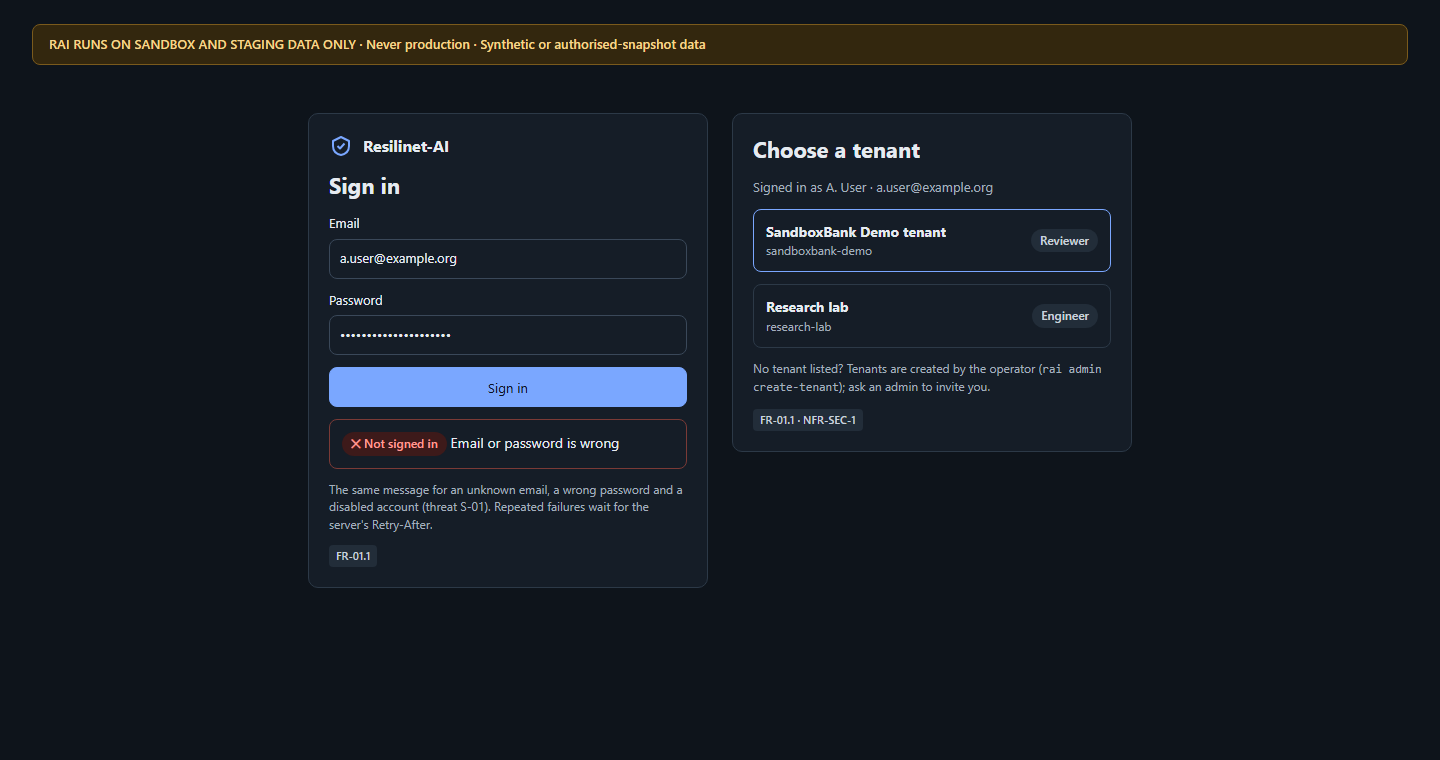 RAI RUNS ON SANDBOX AND STAGING DATA ONLY · Never production · Synthetic or authorised-snapshot data
Resilinet-AI
Sign in
Email
a.user@example.org
Password
•••••••••••••••••••••
Sign in
✕ Not signed in Email or password is wrong
The same message for an unknown email, a wrong password and a
disabled account (threat S-01). Repeated failures wait for the
server's Retry-After.
FR-01.1
Choose a tenant
Signed in as A. User · a.user@example.org
SandboxBank Demo tenant
sandboxbank-demo
Reviewer
Research lab
research-lab
Engineer
No tenant listed? Tenants are created by the operator (rai admin
create-tenant); ask an admin to invite you.
FR-01.1 · NFR-SEC-1